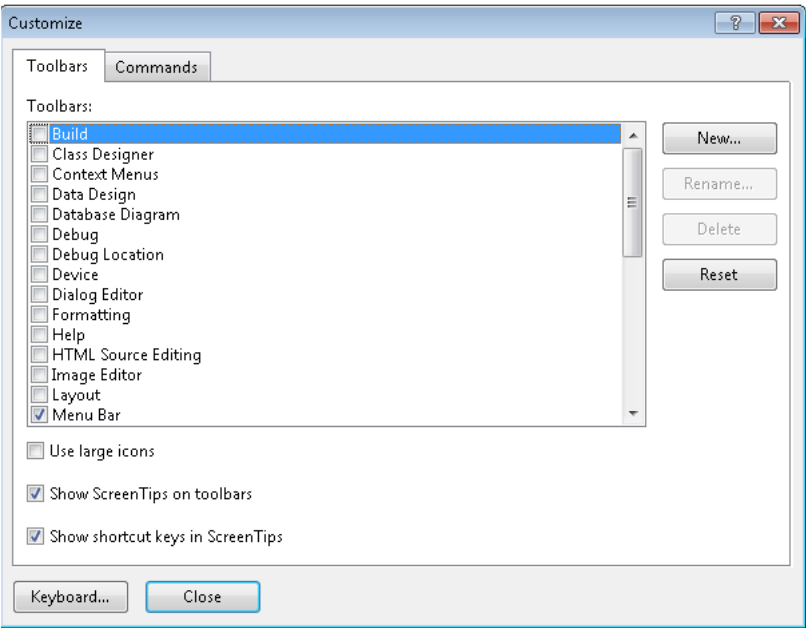 Customize
Toolbars Commands
Toolbars:
Build
Class Designer
Context Menus
Data Design
Database Diagram
Debug
Debug Location
Device
Dialog Editor
Formatting
Help
HTML Source Editing
Image Editor
Layout
Menu Bar
New...
Rename...
Delete
Reset
Use large icons
Show ScreenTips on toolbars
Show shortcut keys in ScreenTips
Keyboard... Close